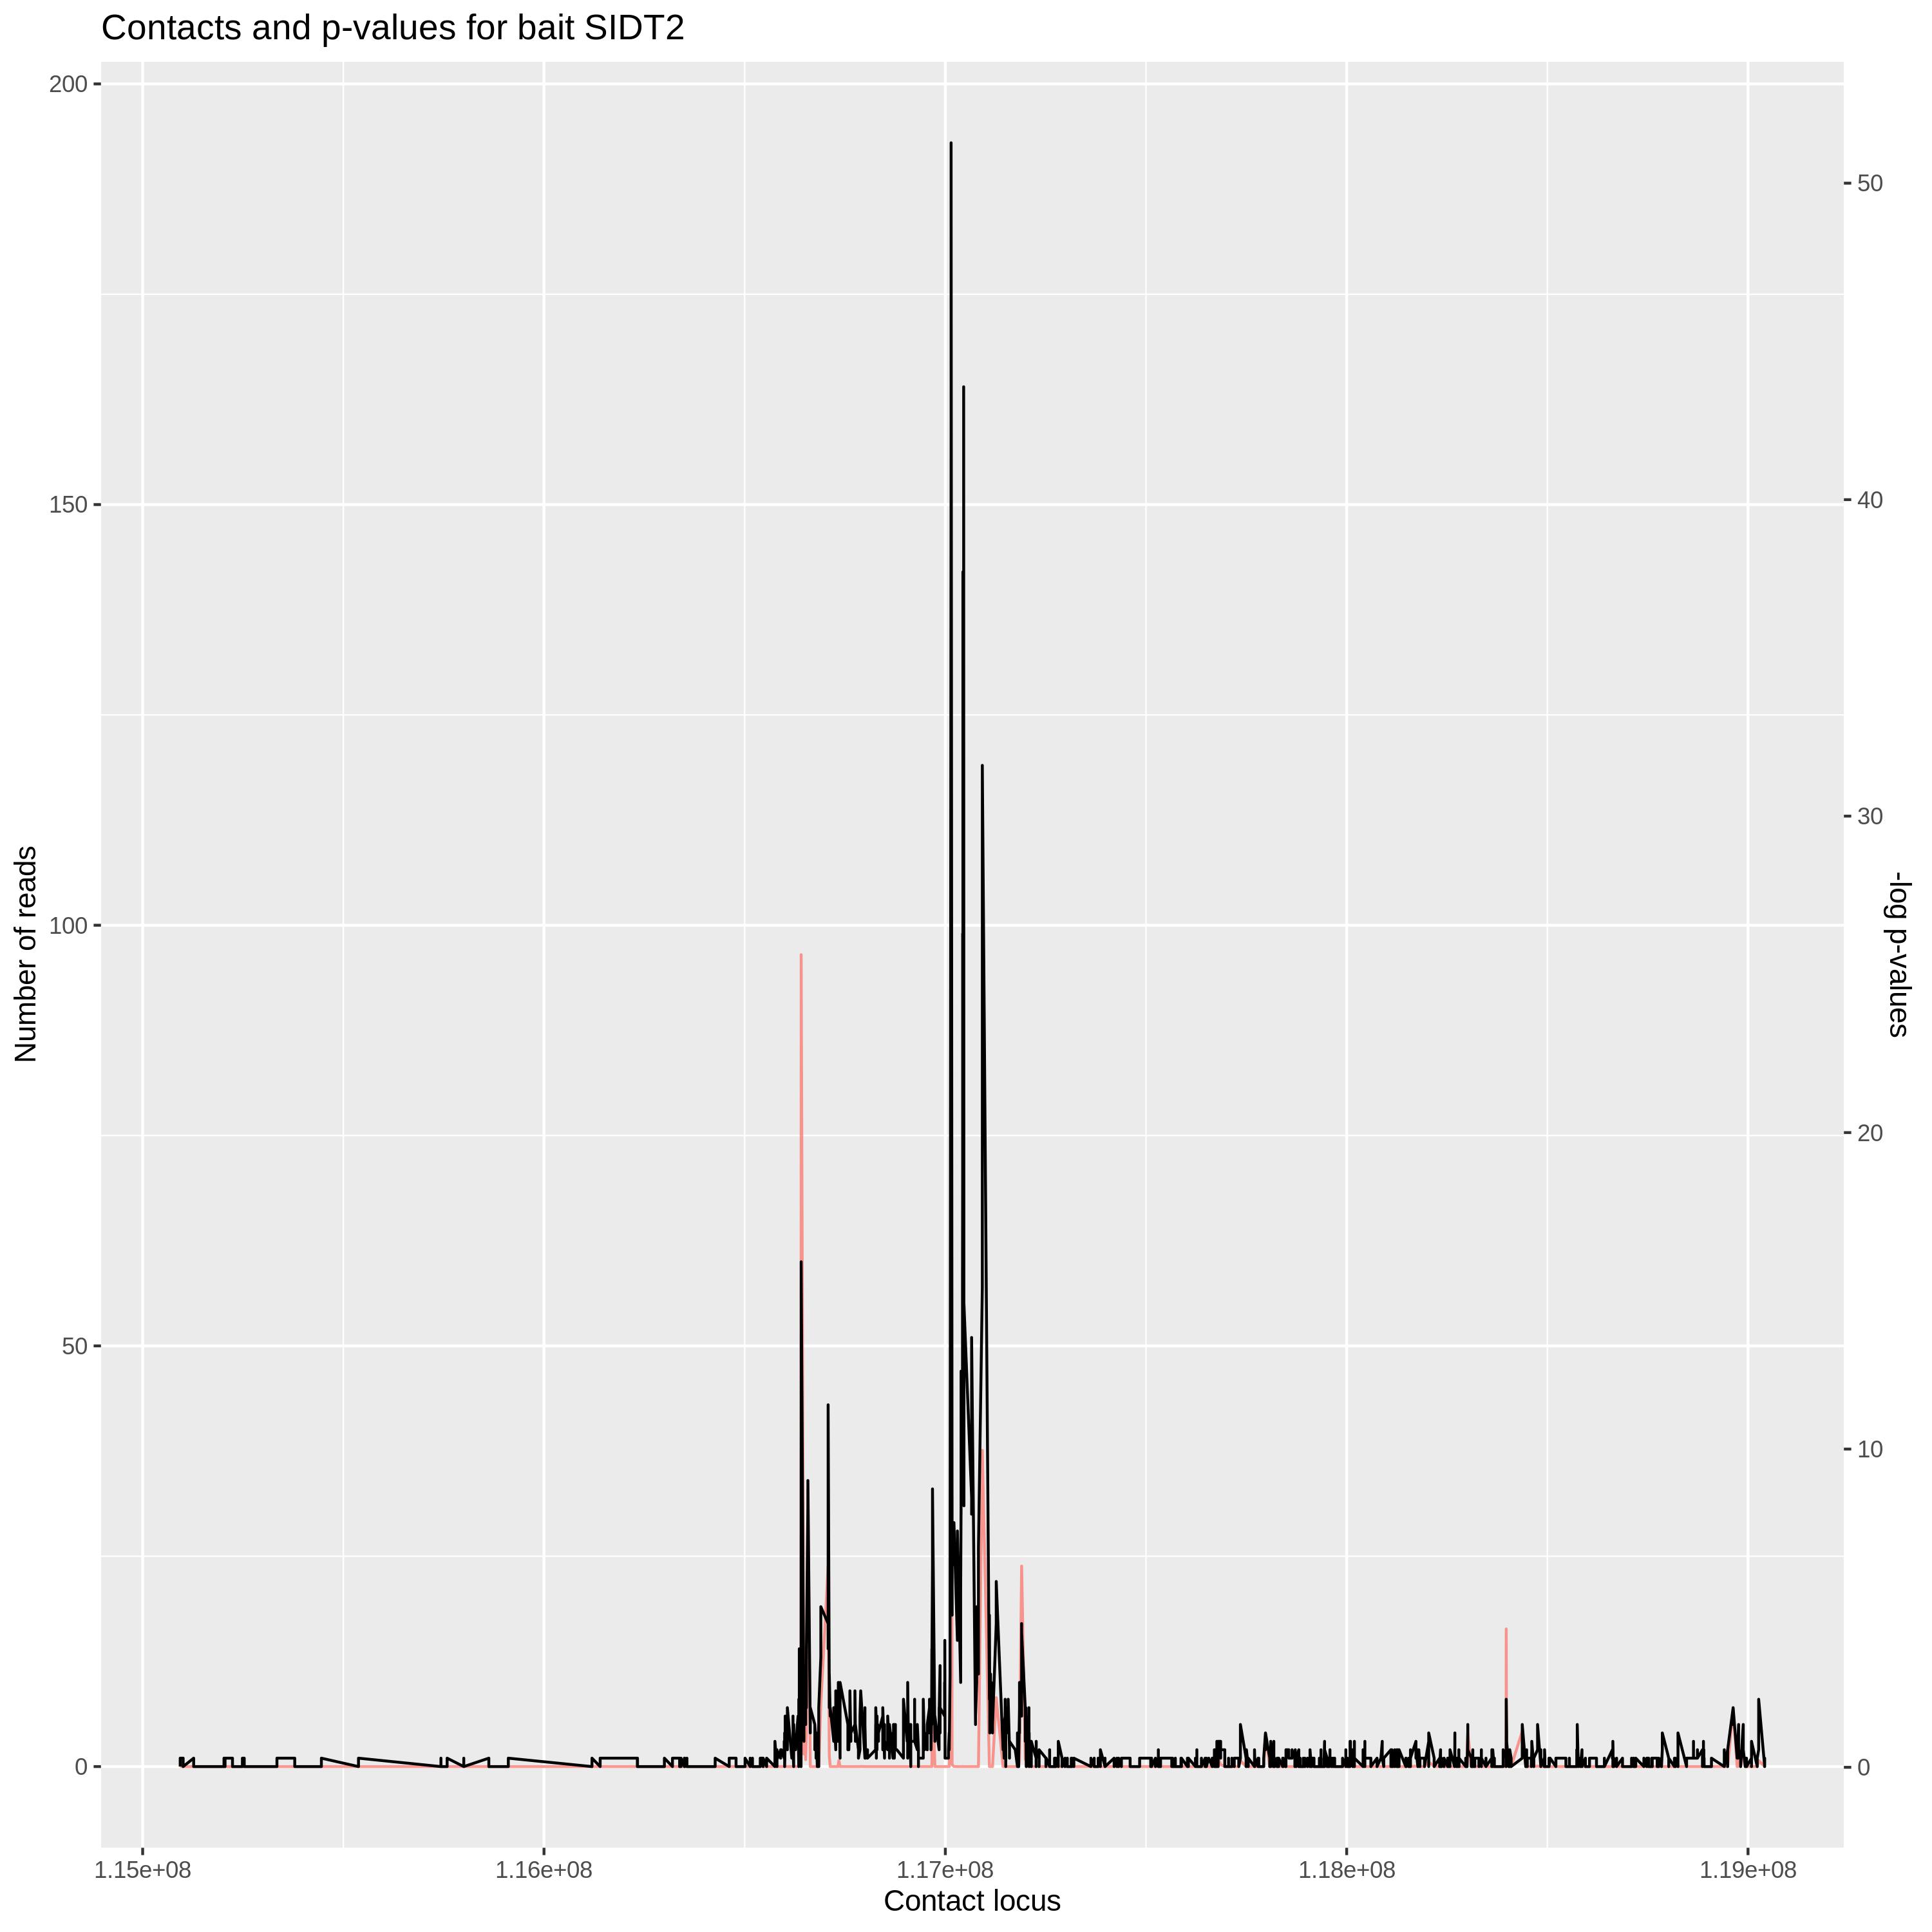 Contacts and p-values for bait SIDT2
200
150
100
50
0
Number of reads
50
40
30
20
10
0
-log p-values
1.15e+08
1.16e+08
1.17e+08
1.18e+08
1.19e+08
Contact locus